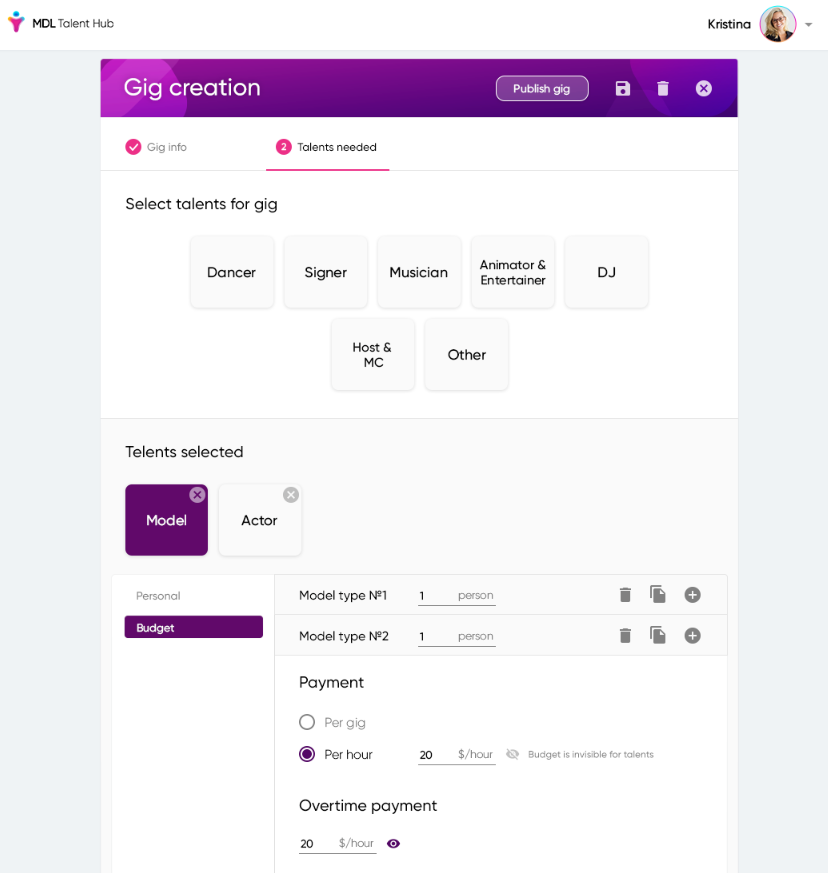 MDL Talent Hub
Kristina
Gig creation
Publish gig
Gig info
2 Talents needed
Select talents for gig
Dancer
Signer
Musician
Animator &
Entertainer
DJ
Host &
MC
Other
Telents selected
Model
Actor
Personal
Budget
Model type №1 1 person
Model type №2 1 person
Payment
Per gig
Per hour 20 $/hour Budget is invisible for talents
Overtime payment
20 $/hour